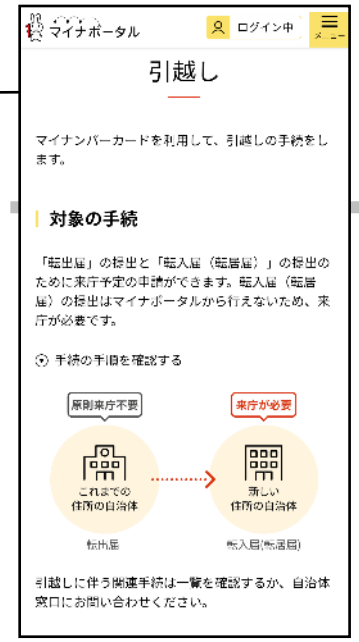 マイナポータル
ログイン中
メニュー
引越し
マイナンバーカードを利用して、引越しの手続をし
ます。
対象の手続
「転出届」の提出と「転入届（転居届）」の提出の
ために来庁予定の申請ができます。転入届（転居
届）の提出はマイナポータルから行えないため、来
庁が必要です。
手続の手順を確認する
原則来庁不要
来庁が必要
これまでの
住所の自治体
新しい
住所の自治体
転出届
転入届(転居届)
引越しに伴う関連手続は一覧を確認するか、自治体
窓口にお問い合わせください。